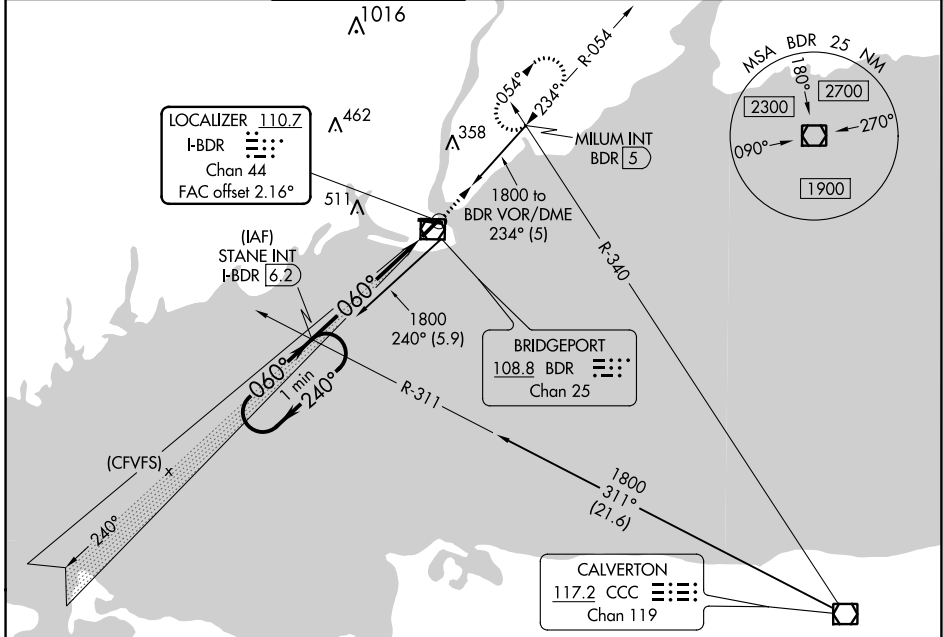 1016
462
358
511
LOCALIZER 110.7
I-BDR
Chan 44
FAC offset 2.16°
(IAF)
STANE INT
I-BDR 6.2
054°
234°
R-054
MILUM INT
BDR 5
1800 to
BDR VOR/DME
234° (5)
MSA BDR 25 NM
180°
2300
2700
090°
270°
1900
R-340
060°
1800
240° (5.9)
BRIDGEPORT
108.8 BDR
Chan 25
060°
1 min
240°
R-311
(CFVFS) x
240°
1800
311°
(21.6)
CALVERTON
117.2 CCC
Chan 119